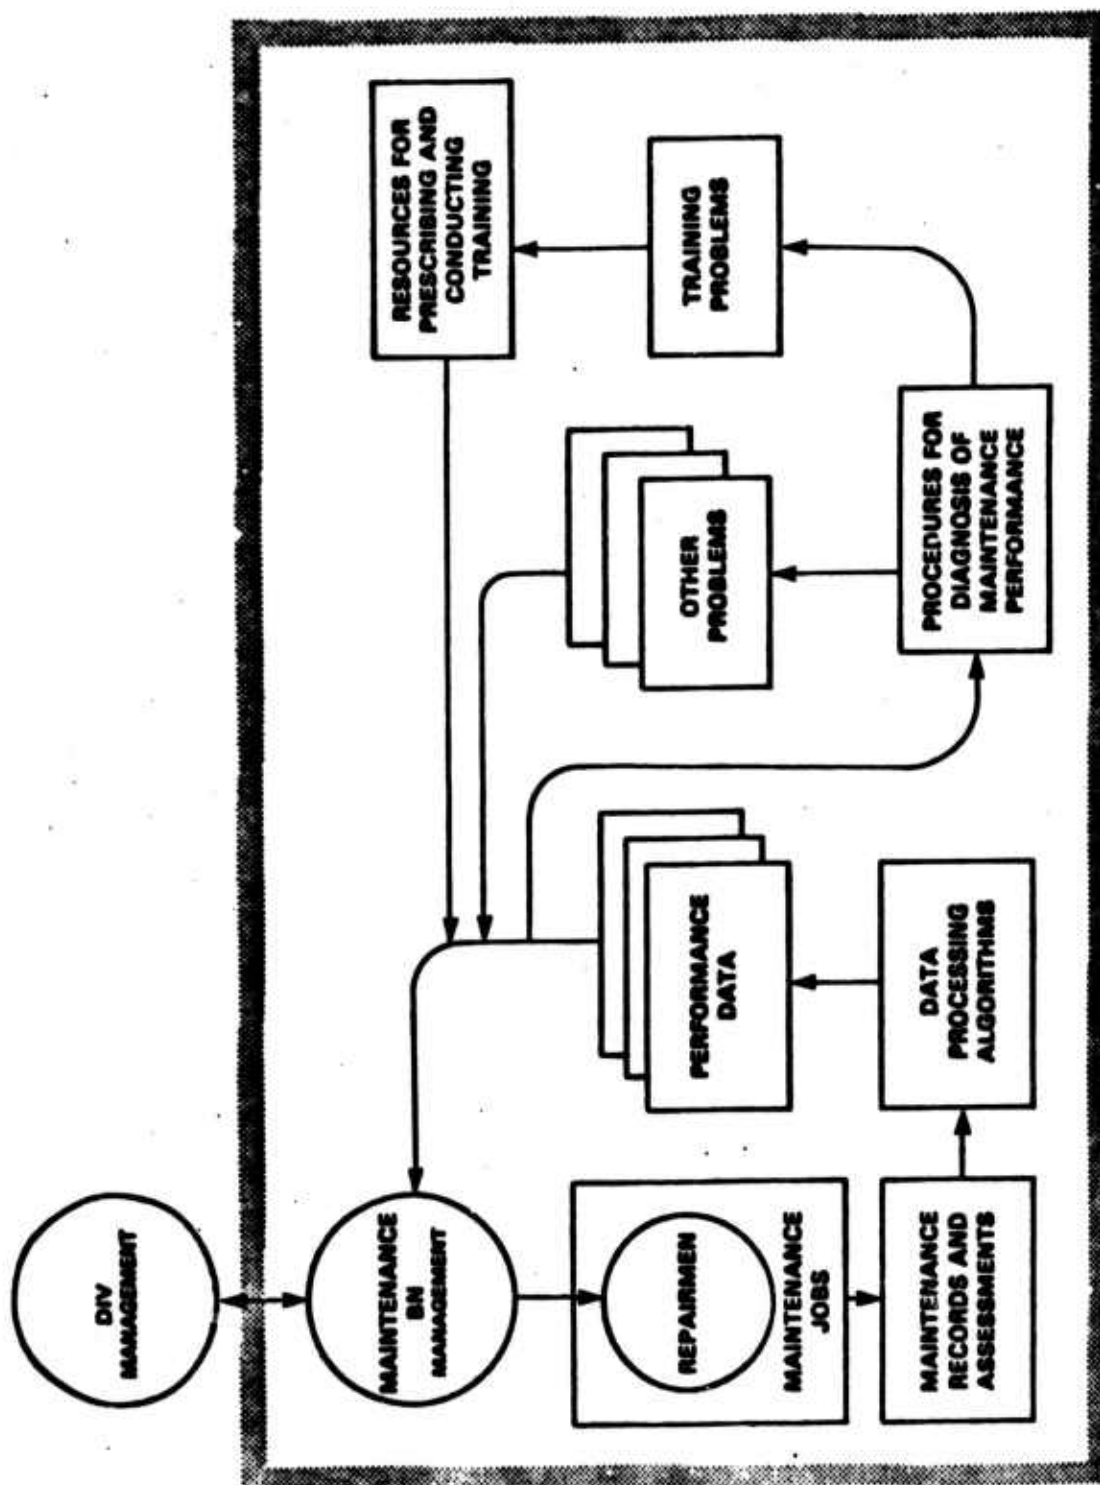 DIV
MANAGEMENT
MAINTENANCE
BN
MANAGEMENT
REPAIRMEN
MAINTENANCE
JOBS
MAINTENANCE
RECORDS AND
ASSESSMENTS
PERFORMANCE
DATA
DATA
PROCESSING
ALGORITHMS
OTHER
PROBLEMS
PROCEDURES FOR
DIAGNOSIS OF
MAINTENANCE
PERFORMANCE
RESOURCES FOR
PRESCRIBING AND
CONDUCTING
TRAINING
TRAINING
PROBLEMS